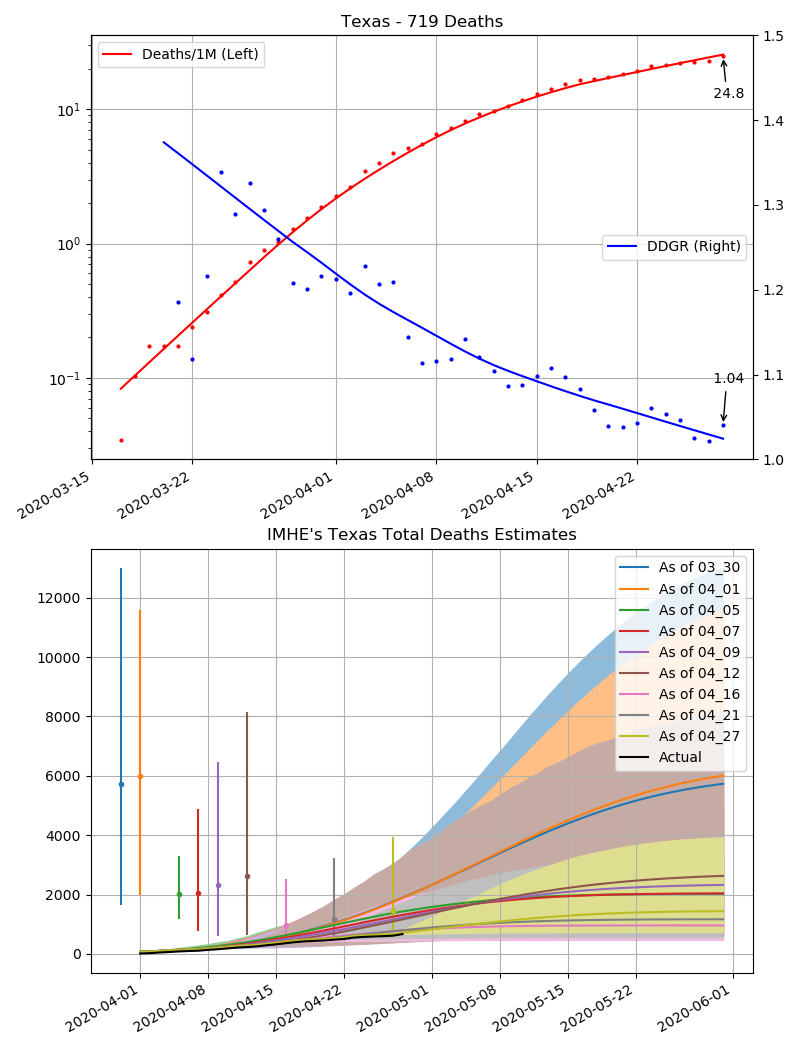 Texas - 719 Deaths
Deaths/1M (Left)
DDGR (Right)
24.8
1.04
10¹
10⁰
10⁻¹
1.5
1.4
1.3
1.2
1.1
1.0
2020-03-15
2020-03-22
2020-04-01
2020-04-08
2020-04-15
2020-04-22
IMHE's Texas Total Deaths Estimates
As of 03_30
As of 04_01
As of 04_05
As of 04_07
As of 04_09
As of 04_12
As of 04_16
As of 04_21
As of 04_27
Actual
12000
10000
8000
6000
4000
2000
0
2020-04-01
2020-04-08
2020-04-15
2020-04-22
2020-05-01
2020-05-08
2020-05-15
2020-05-22
2020-06-01